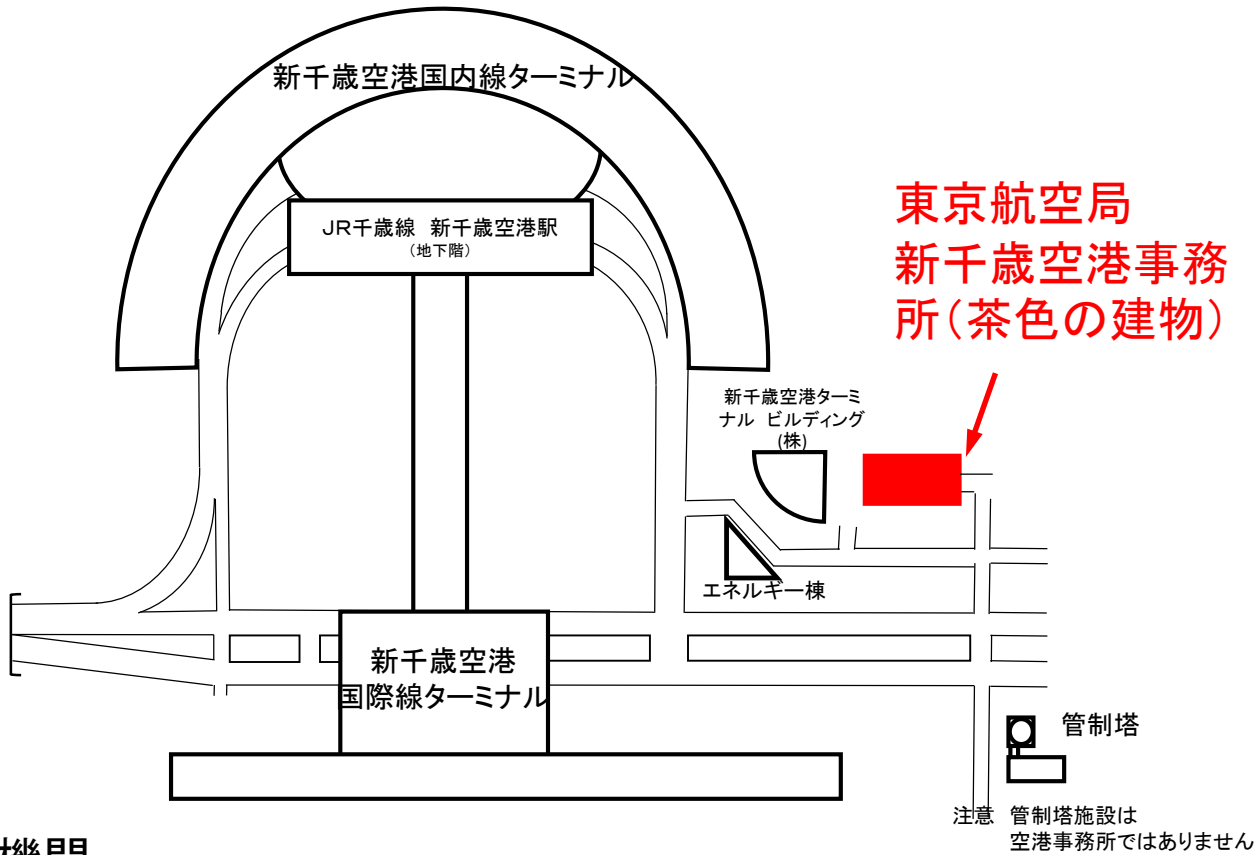 新千歳空港国内線ターミナル
JR千歳線　新千歳空港駅
（地下階）
東京航空局
新千歳空港事務
所（茶色の建物）
新千歳空港ターミ
ナル　ビルディング
(株)
エネルギー棟
新千歳空港
国際線ターミナル
管制塔
注意　管制塔施設は
空港事務所ではありません
機関